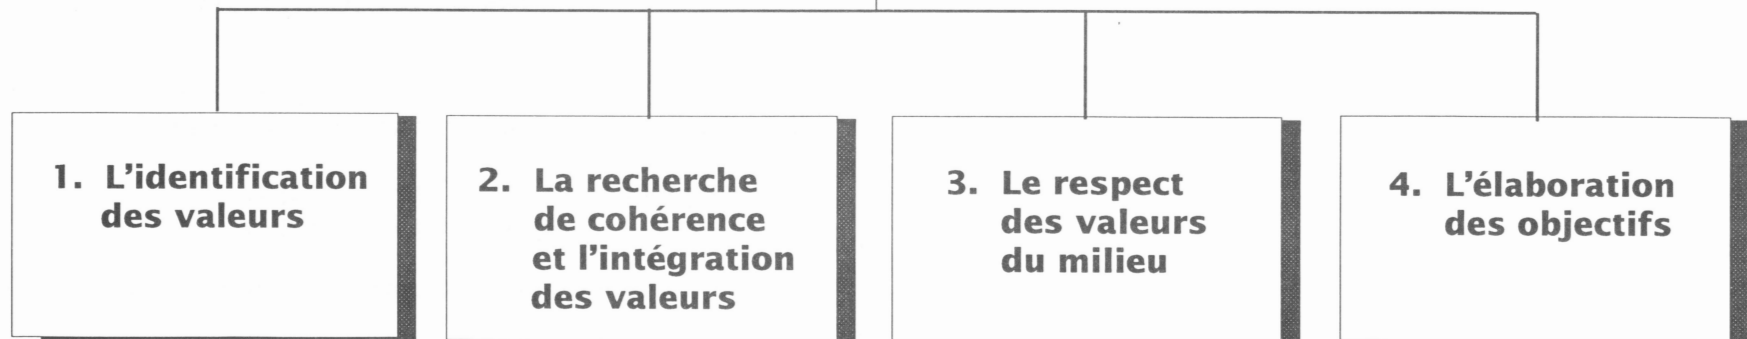 1. L'identification
des valeurs
2. La recherche
de cohérence
et l'intégration
des valeurs
3. Le respect
des valeurs
du milieu
4. L'élaboration
des objectifs